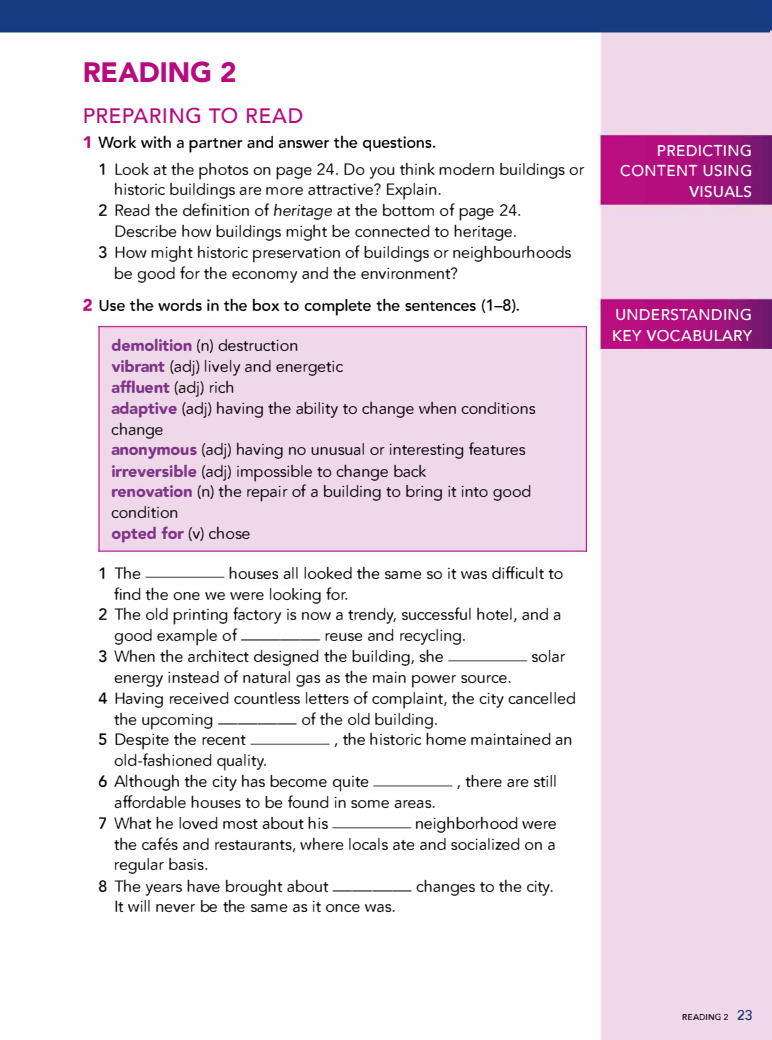 READING 2
PREPARING TO READ
1 Work with a partner and answer the questions.
1 Look at the photos on page 24. Do you think modern buildings or
historic buildings are more attractive? Explain.
2 Read the definition of heritage at the bottom of page 24.
Describe how buildings might be connected to heritage.
3 How might historic preservation of buildings or neighbourhoods
be good for the economy and the environment?
PREDICTING
CONTENT USING
VISUALS
2 Use the words in the box to complete the sentences (1–8).
UNDERSTANDING
KEY VOCABULARY
demolition (n) destruction
vibrant (adj) lively and energetic
affluent (adj) rich
adaptive (adj) having the ability to change when conditions
change
anonymous (adj) having no unusual or interesting features
irreversible (adj) impossible to change back
renovation (n) the repair of a building to bring it into good
condition
opted for (v) chose
1 The __________ houses all looked the same so it was difficult to
find the one we were looking for.
2 The old printing factory is now a trendy, successful hotel, and a
good example of __________ reuse and recycling.
3 When the architect designed the building, she __________ solar
energy instead of natural gas as the main power source.
4 Having received countless letters of complaint, the city cancelled
the upcoming __________ of the old building.
5 Despite the recent __________ , the historic home maintained an
old-fashioned quality.
6 Although the city has become quite __________ , there are still
affordable houses to be found in some areas.
7 What he loved most about his __________ neighborhood were
the cafés and restaurants, where locals ate and socialized on a
regular basis.
8 The years have brought about __________ changes to the city.
It will never be the same as it once was.
READING 2 23